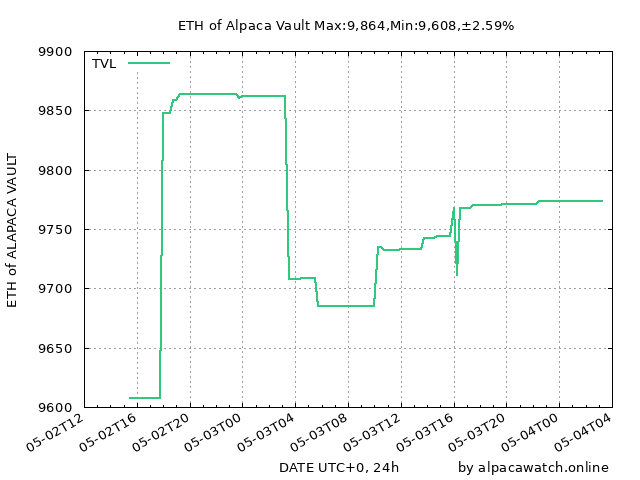 ETH of Alpaca Vault Max:9,864,Min:9,608,±2.59%
TVL
9900
9850
9800
9750
9700
9650
9600
ETH of ALAPACA VAULT
05-02T12
05-02T16
05-02T20
05-03T00
05-03T04
05-03T08
05-03T12
05-03T16
05-03T20
05-04T00
05-04T04
DATE UTC+0, 24h
by alpacawatch.online